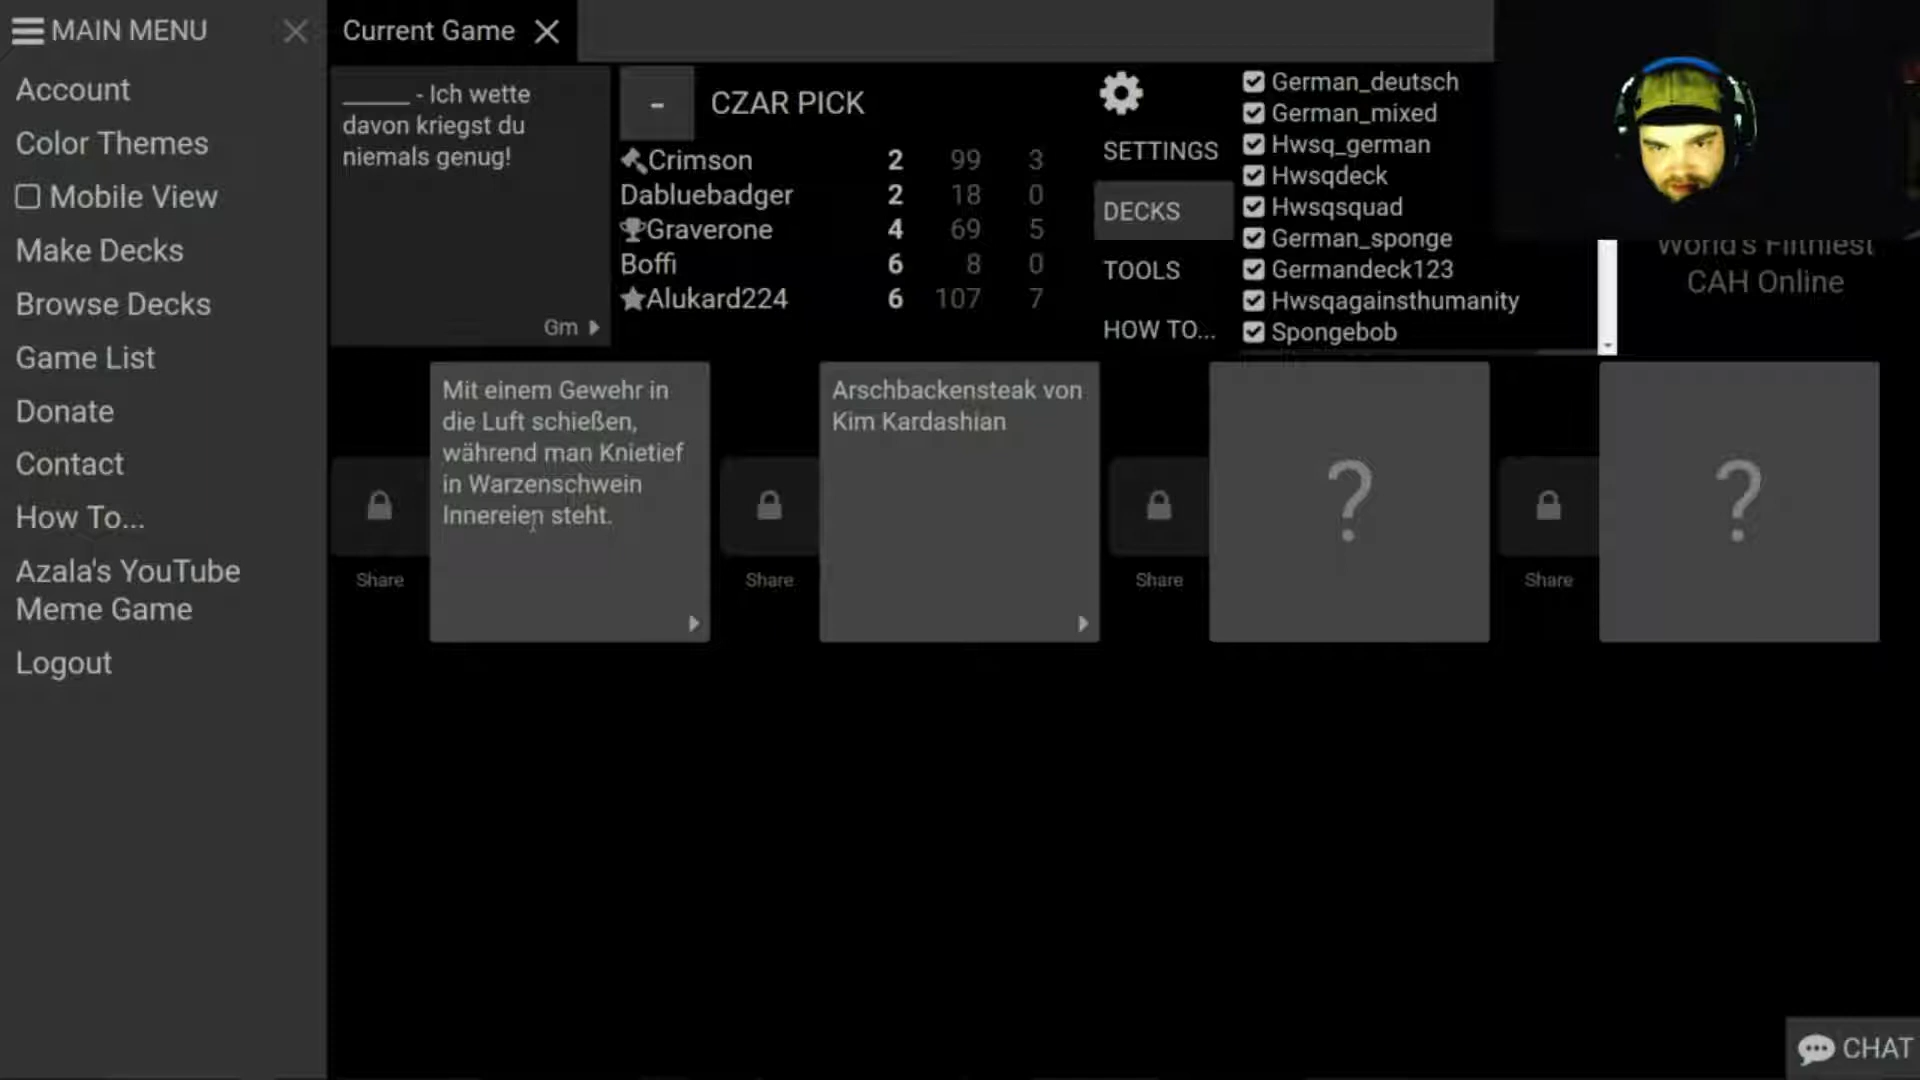 MAIN MENU
Account
Color Themes
Mobile View
Make Decks
Browse Decks
Game List
Donate
Contact
How To...
Azala's YouTube
Meme Game
Logout
Current Game
_____ - Ich wette
davon kriegst du
niemals genug!
Gm
- CZAR PICK
Crimson 2 99 3
Dabluebadger 2 18 0
Graverone 4 69 5
Boffi 6 8 0
Alukard224 6 107 7
SETTINGS
DECKS
TOOLS
HOW TO...
German_deutsch
German_mixed
Hwsq_german
Hwsqdeck
Hwsqsquad
German_sponge
Germandeck123
Hwsqagainsthumanity
Spongebob
World's Filthiest
CAH Online
Share
Mit einem Gewehr in
die Luft schießen,
während man Knietief
in Warzenschwein
Innereien steht.
Share
Arschbackensteak von
Kim Kardashian
Share
?
Share
?
CHAT